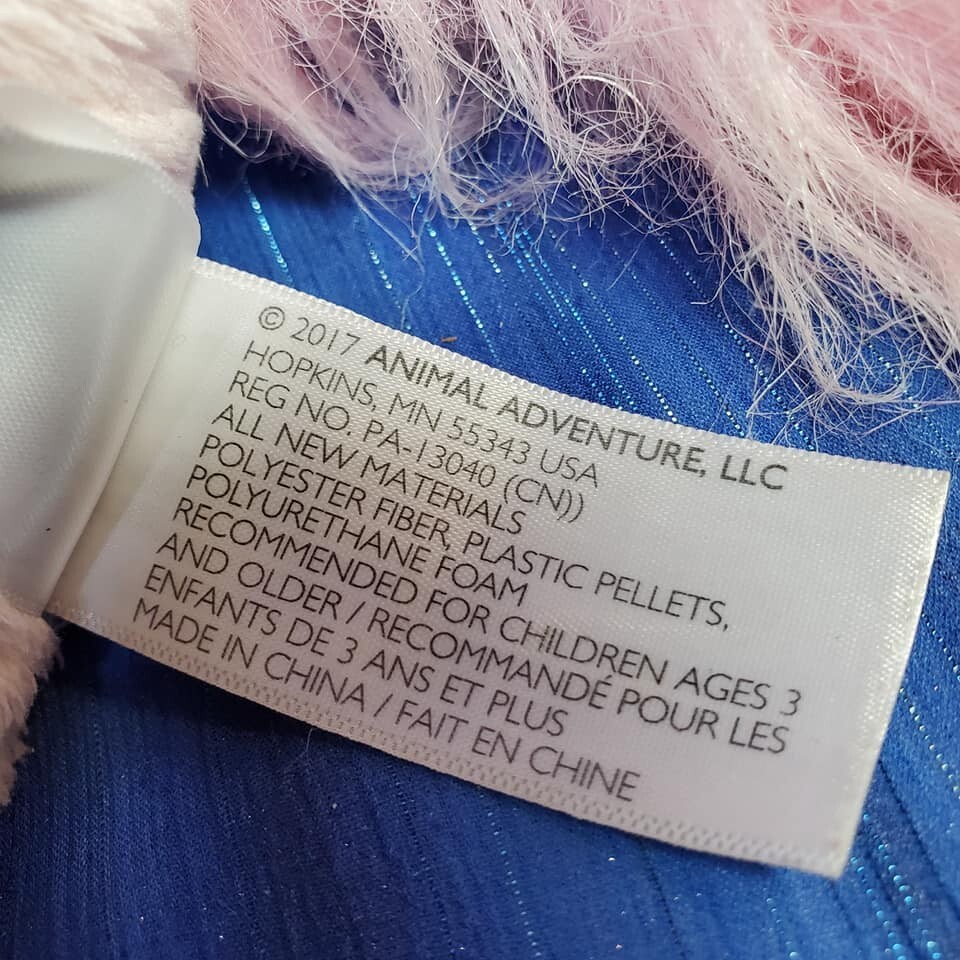 © 2017 ANIMAL ADVENTURE, LLC
HOPKINS, MN 55343 USA
REG NO. PA-13040 (CN))
ALL NEW MATERIALS
POLYESTER FIBER, PLASTIC PELLETS,
POLYURETHANE FOAM
RECOMMENDED FOR CHILDREN AGES 3
AND OLDER / RECOMMANDÉ POUR LES
ENFANTS DE 3 ANS ET PLUS
MADE IN CHINA / FAIT EN CHINE